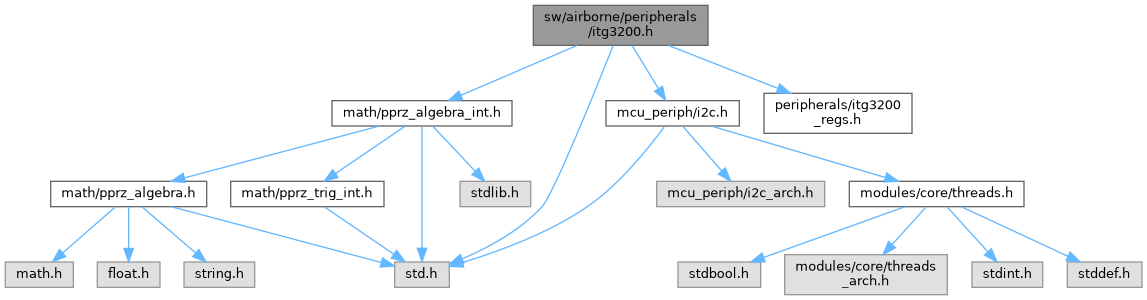 sw/airborne/peripherals
/itg3200.h
math/pprz_algebra_int.h
mcu_periph/i2c.h
peripherals/itg3200
_regs.h
math/pprz_algebra.h
math/pprz_trig_int.h
stdlib.h
mcu_periph/i2c_arch.h
modules/core/threads.h
math.h
float.h
string.h
std.h
stdbool.h
modules/core/threads
_arch.h
stdint.h
stddef.h